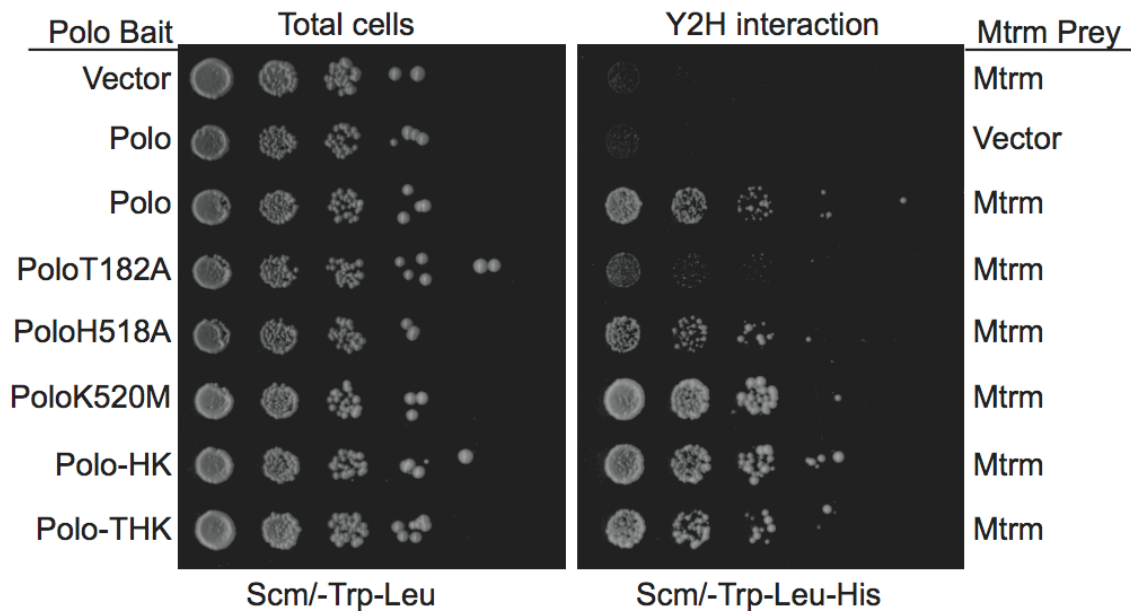 Polo Bait Total cells Y2H interaction Mtrm Prey
Vector Mtrm
Polo Vector
Polo Mtrm
PoloT182A Mtrm
PoloH518A Mtrm
PoloK520M Mtrm
Polo-HK Mtrm
Polo-THK Mtrm
Scm/-Trp-Leu Scm/-Trp-Leu-His